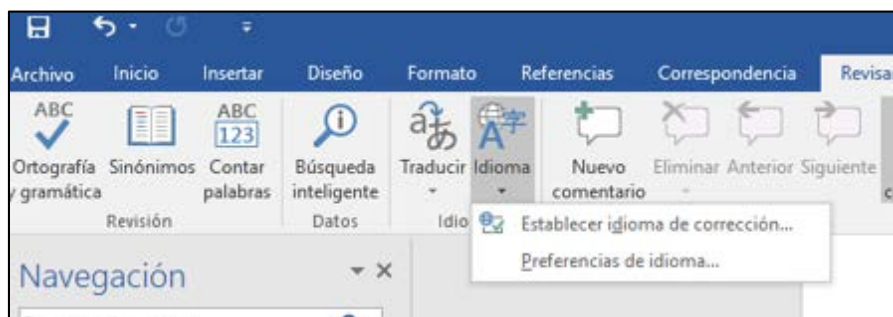 Archivo Inicio Insertar Diseño Formato Referencias Correspondencia Revisa
ABC ABC
123
Ortografía Sinónimos Contar Búsqueda Traducir Idioma Nuevo Eliminar Anterior Siguiente
y gramática palabras inteligente comentario
Revisión Datos Idio
Establecer idioma de corrección...
Preferencias de idioma...
Navegación